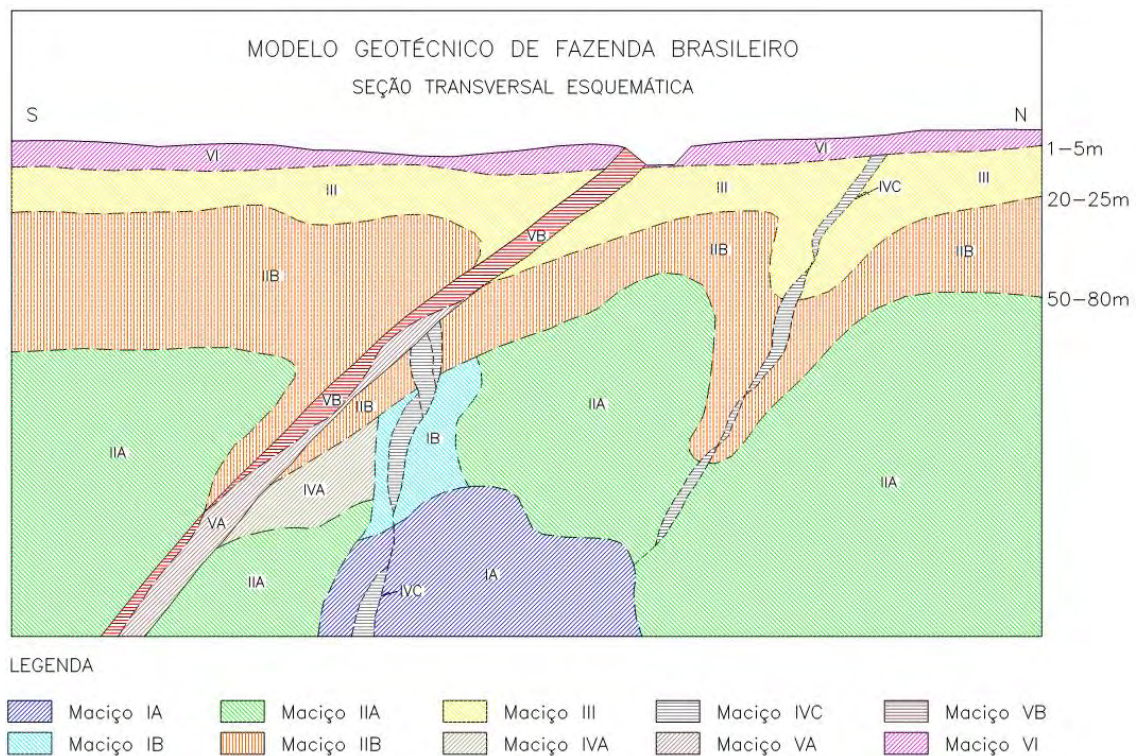 MODELO GEOTÉCNICO DE FAZENDA BRASILEIRO
SEÇÃO TRANSVERSAL ESQUEMÁTICA
S
N
VI
VI
1-5m
III
III
IVC
III
20-25m
VB
IIB
IIB
IIB
50-80m
VB
IIB
IIA
IIA
IB
IIA
IVA
VA
IIA
IA
IVC
LEGENDA
Maciço IA
Maciço IIA
Maciço III
Maciço IVC
Maciço VB
Maciço IB
Maciço IIB
Maciço IVA
Maciço VA
Maciço VI